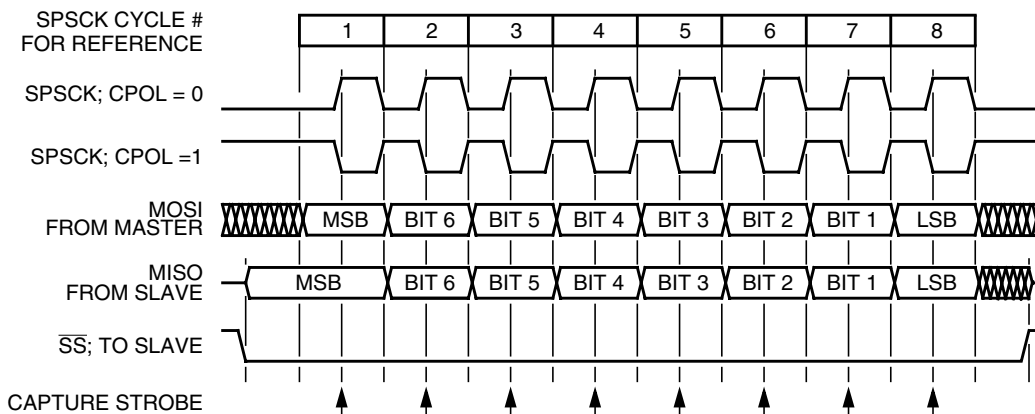 SPSCK CYCLE #
FOR REFERENCE
1 2 3 4 5 6 7 8
SPSCK; CPOL = 0
SPSCK; CPOL =1
MOSI
FROM MASTER
MSB BIT 6 BIT 5 BIT 4 BIT 3 BIT 2 BIT 1 LSB
MISO
FROM SLAVE
MSB BIT 6 BIT 5 BIT 4 BIT 3 BIT 2 BIT 1 LSB
S̅S̅; TO SLAVE
CAPTURE STROBE